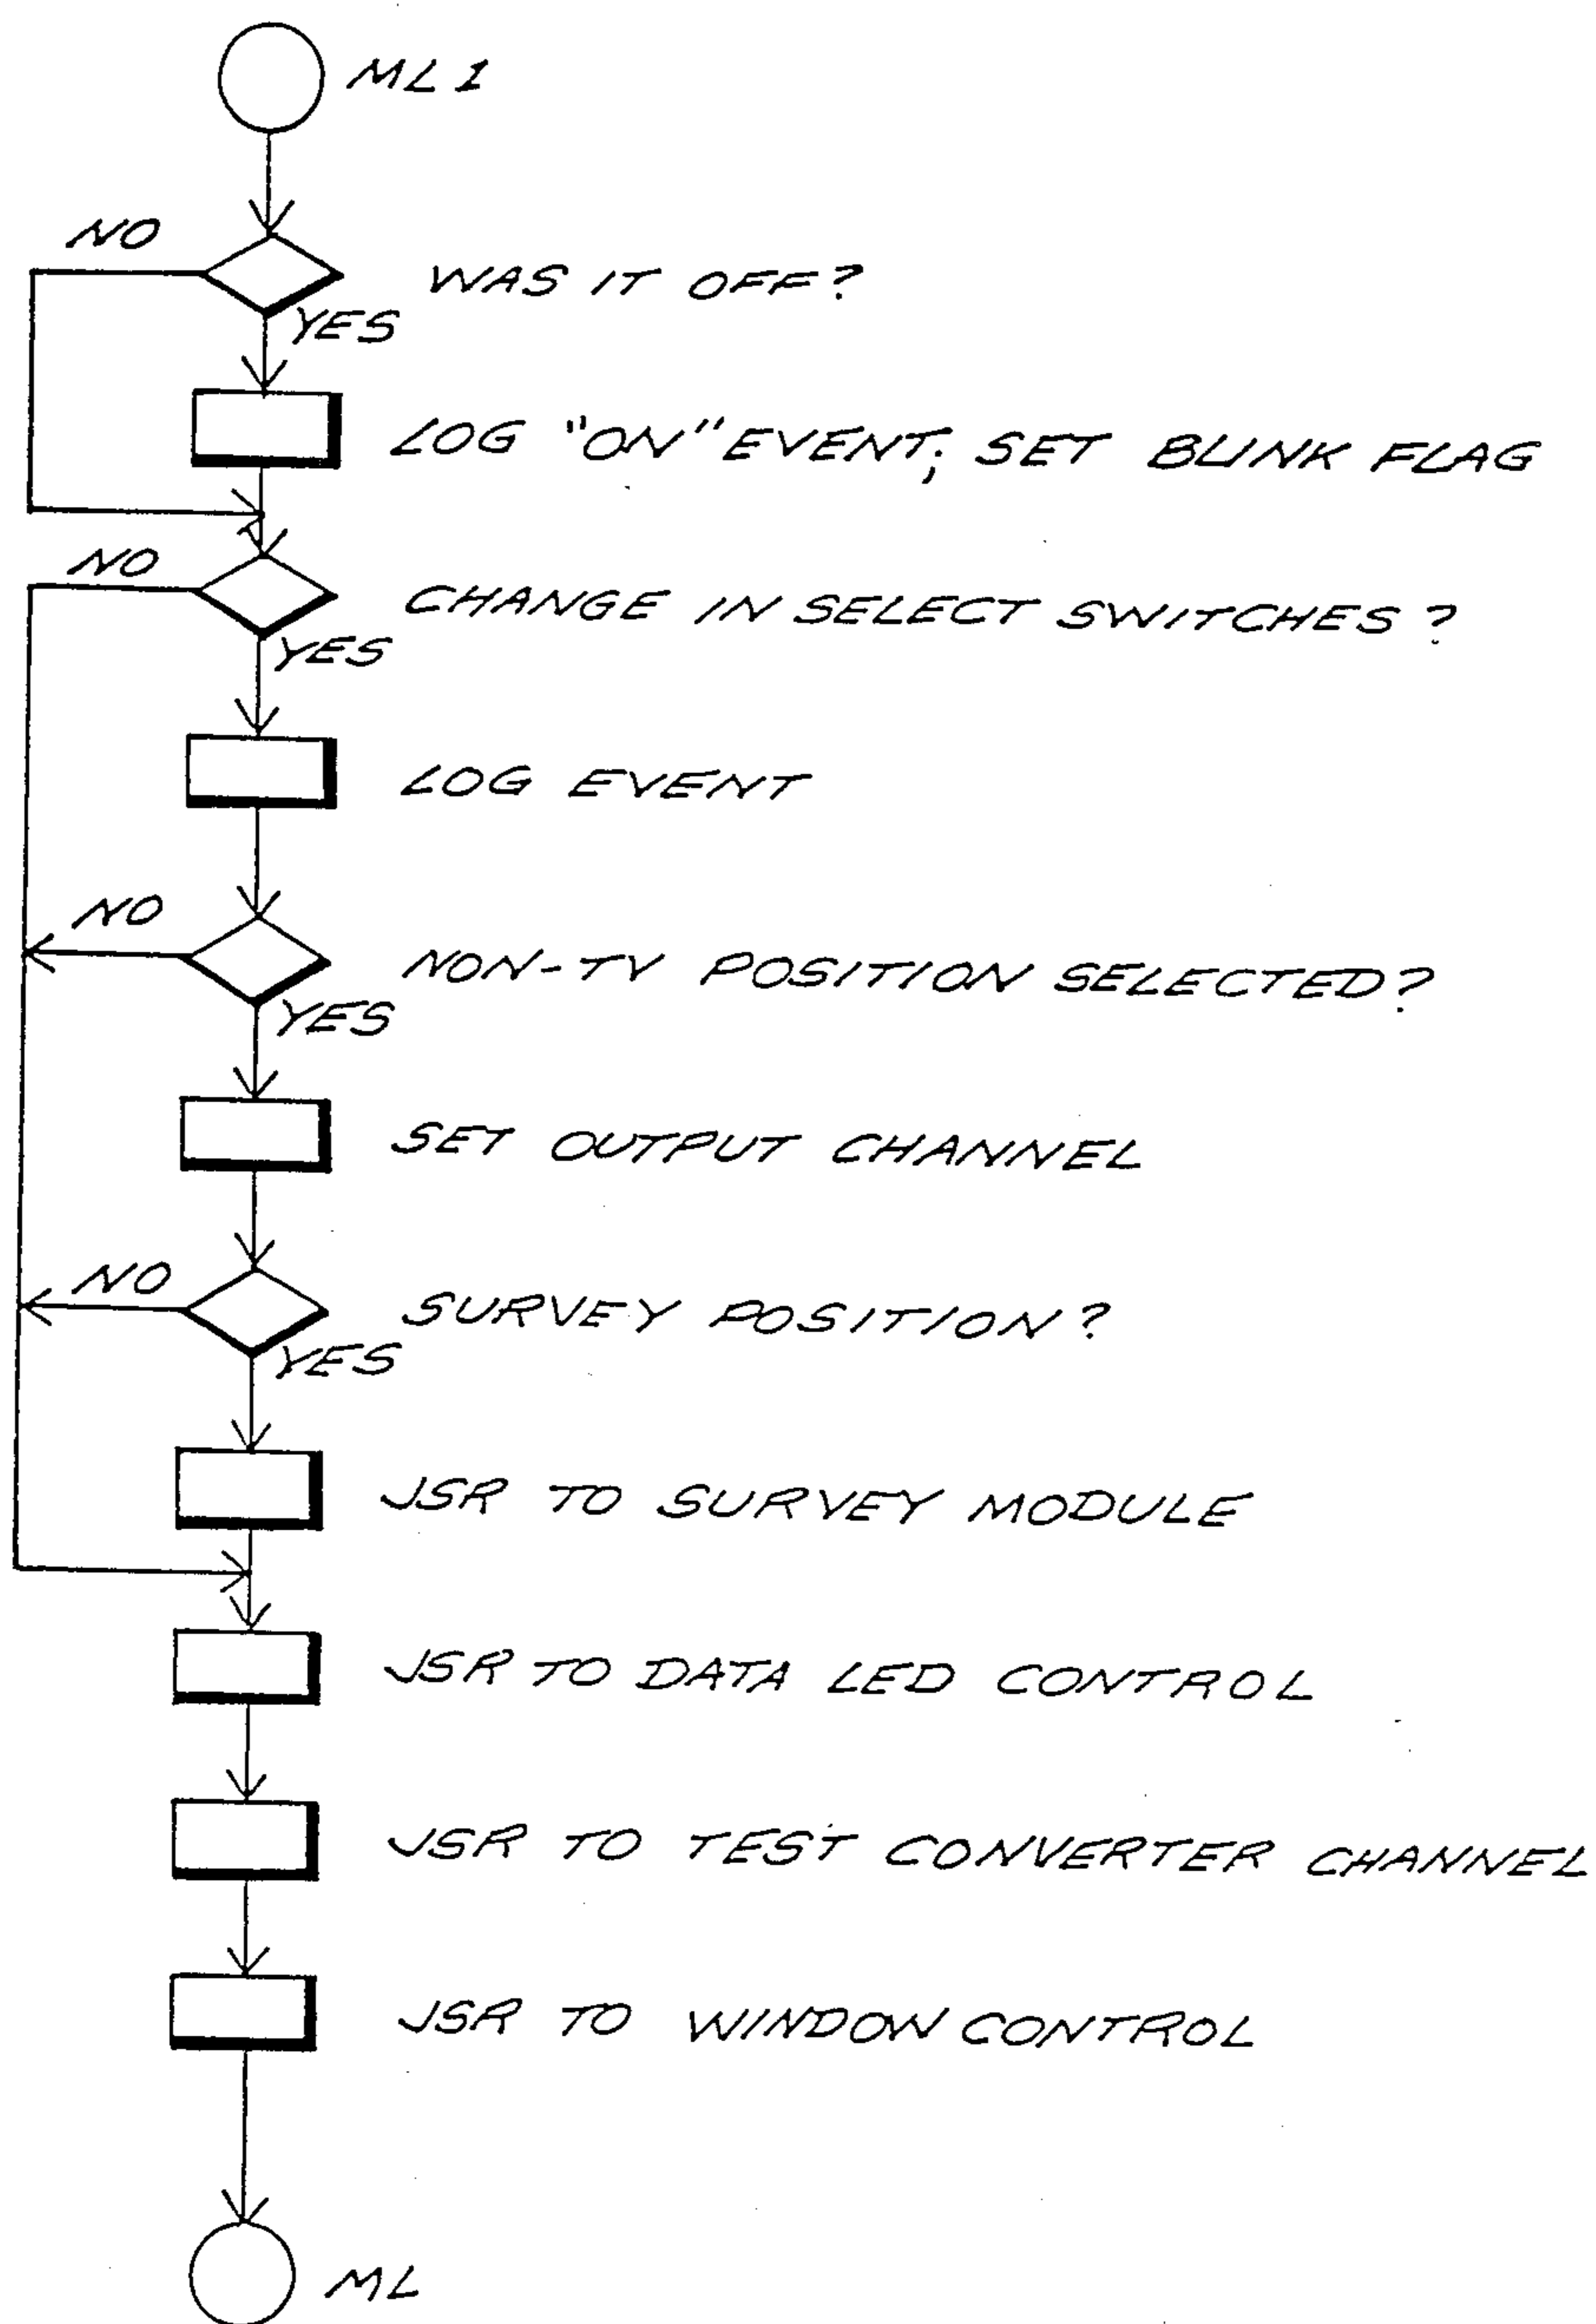 ML1
NO
WAS IT OFF?
YES
LOG "ON" EVENT; SET BLINK FLAG
NO
CHANGE IN SELECT SWITCHES?
YES
LOG EVENT
NO
NON-TV POSITION SELECTED?
YES
SET OUTPUT CHANNEL
NO
SURVEY POSITION?
YES
JSR TO SURVEY MODULE
JSR TO DATA LED CONTROL
JSR TO TEST CONVERTER CHANNEL
JSR TO WINDOW CONTROL
ML